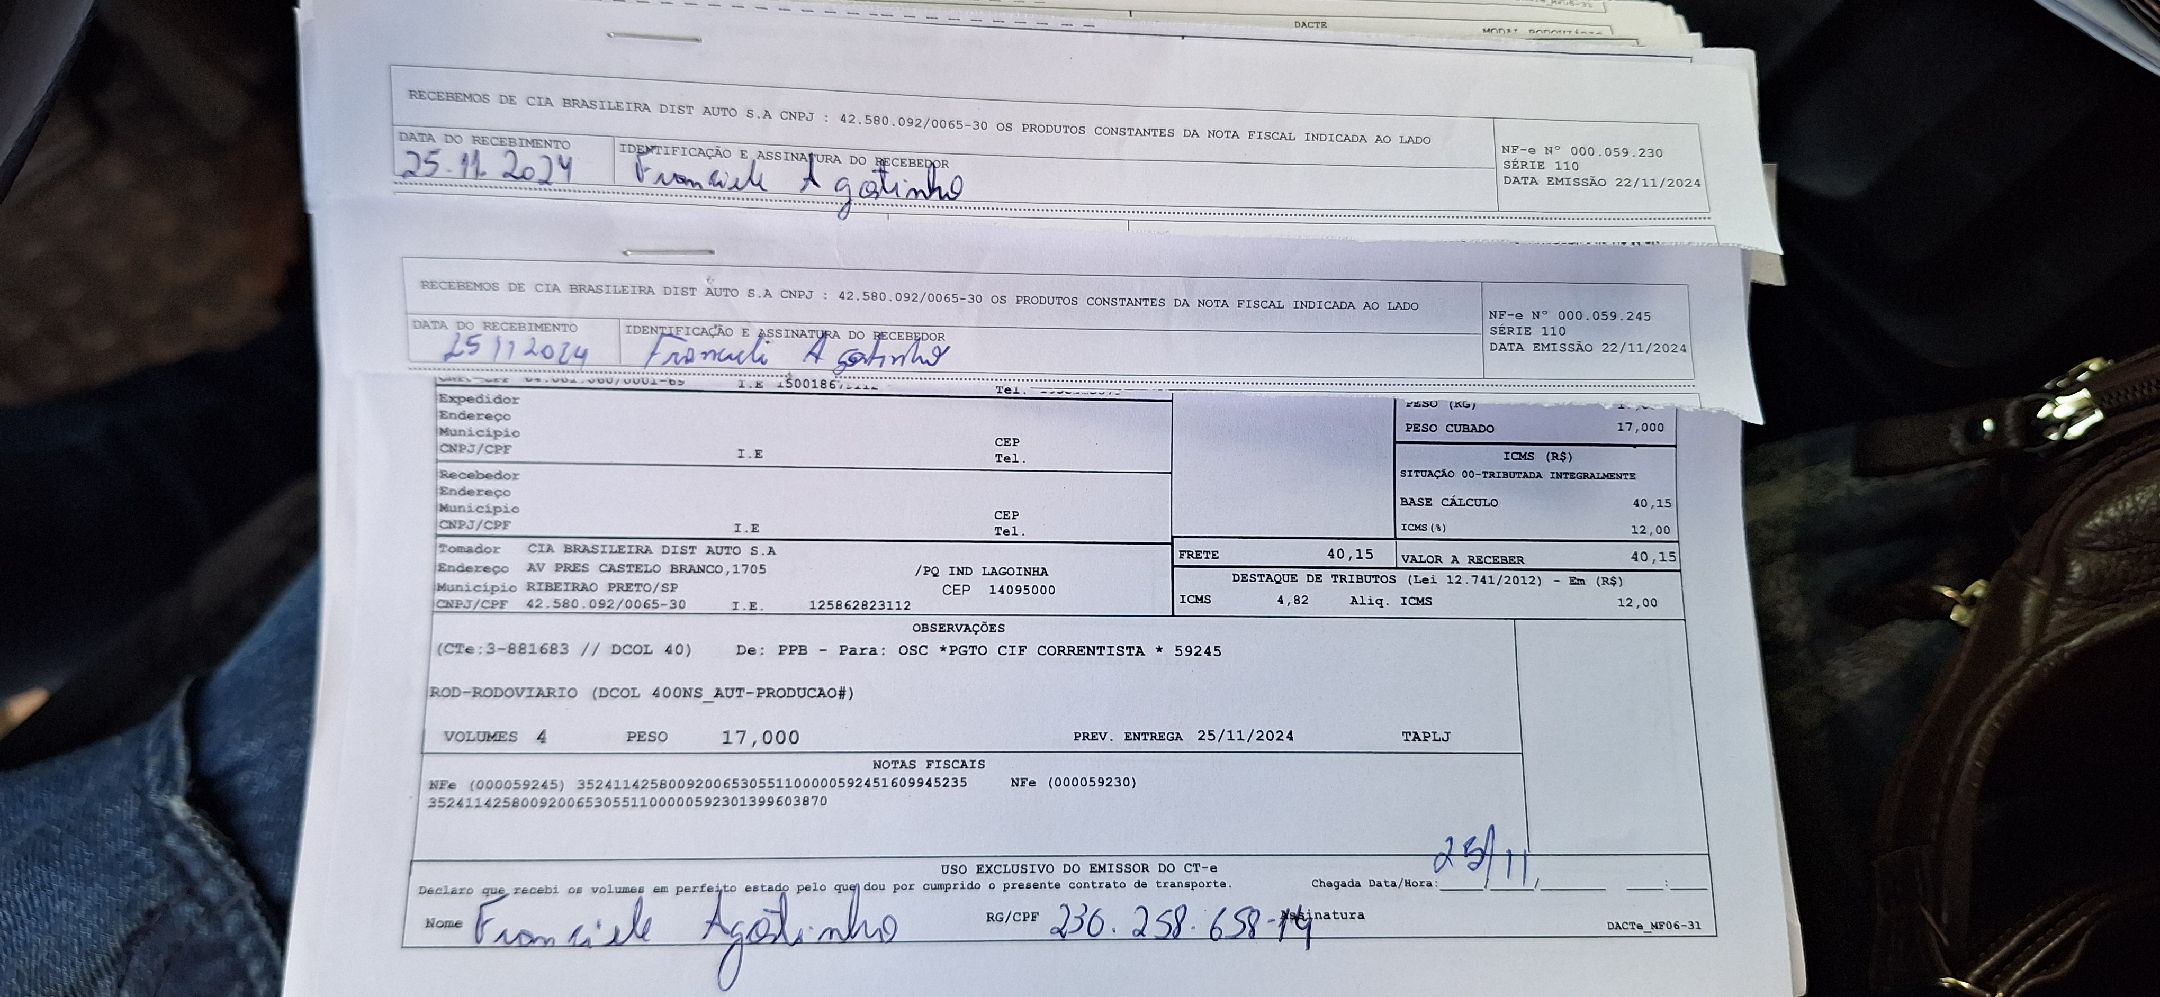 DACTE
RECEBEMOS DE CIA BRASILEIRA DIST AUTO S.A CNPJ : 42.580.092/0065-30 OS PRODUTOS CONSTANTES DA NOTA FISCAL INDICADA AO LADO
NF-e N° 000.059.230
SÉRIE 110
DATA EMISSÃO 22/11/2024
DATA DO RECEBIMENTO IDENTIFICAÇÃO E ASSINATURA DO RECEBEDOR
25.11.2024 Franciele Agostinho
RECEBEMOS DE CIA BRASILEIRA DIST AUTO S.A CNPJ : 42.580.092/0065-30 OS PRODUTOS CONSTANTES DA NOTA FISCAL INDICADA AO LADO
NF-e N° 000.059.245
SÉRIE 110
DATA EMISSÃO 22/11/2024
DATA DO RECEBIMENTO IDENTIFICAÇÃO E ASSINATURA DO RECEBEDOR
25 11 2024 Franciele Agostinho
I.E Tel.
Expedidor
Endereço
Município CEP
CNPJ/CPF I.E Tel.
Recebedor
Endereço
Município CEP
CNPJ/CPF I.E Tel.
PESO (KG)
PESO CUBADO 17,000
ICMS (R$)
SITUAÇÃO 00-TRIBUTADA INTEGRALMENTE
BASE CÁLCULO 40,15
ICMS(%) 12,00
Tomador CIA BRASILEIRA DIST AUTO S.A
Endereço AV PRES CASTELO BRANCO,1705 /PQ IND LAGOINHA
Município RIBEIRAO PRETO/SP CEP 14095000
CNPJ/CPF 42.580.092/0065-30 I.E. 125862823112
FRETE 40,15 VALOR A RECEBER 40,15
DESTAQUE DE TRIBUTOS (Lei 12.741/2012) - Em (R$)
ICMS 4,82 Aliq. ICMS 12,00
OBSERVAÇÕES
(CTe:3-881683 // DCOL 40) De: PPB - Para: OSC *PGTO CIF CORRENTISTA * 59245
ROD-RODOVIARIO (DCOL 400NS_AUT-PRODUCAO#)
VOLUMES 4 PESO 17,000 PREV. ENTREGA 25/11/2024 TAPLJ
NOTAS FISCAIS
NFe (000059245) 35241142580092006530551100000592451609945235 NFe (000059230)
35241142580092006530551100000592301399603870
USO EXCLUSIVO DO EMISSOR DO CT-e
Declaro que recebi os volumes em perfeito estado pelo que dou por cumprido o presente contrato de transporte. Chegada Data/Hora: 25/11
Nome Franciele Agostinho RG/CPF 236.258.658-14 Assinatura
DACTe_MF06-31